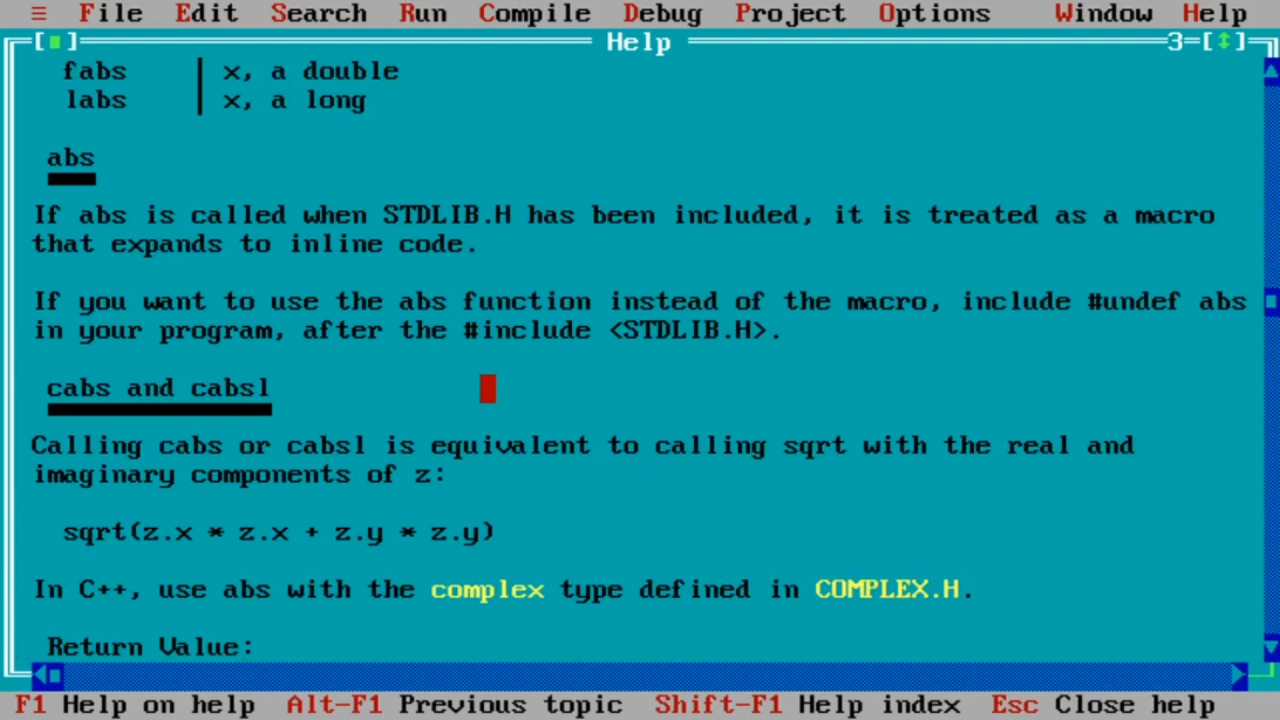 ≡ File Edit Search Run Compile Debug Project Options Window Help
[■] Help 3=[↕]
fabs │ x, a double
labs │ x, a long
abs
If abs is called when STDLIB.H has been included, it is treated as a macro
that expands to inline code.
If you want to use the abs function instead of the macro, include #undef abs
in your program, after the #include <STDLIB.H>.
cabs and cabsl
Calling cabs or cabsl is equivalent to calling sqrt with the real and
imaginary components of z:
sqrt(z.x * z.x + z.y * z.y)
In C++, use abs with the complex type defined in COMPLEX.H.
Return Value:
F1 Help on help Alt-F1 Previous topic Shift-F1 Help index Esc Close help